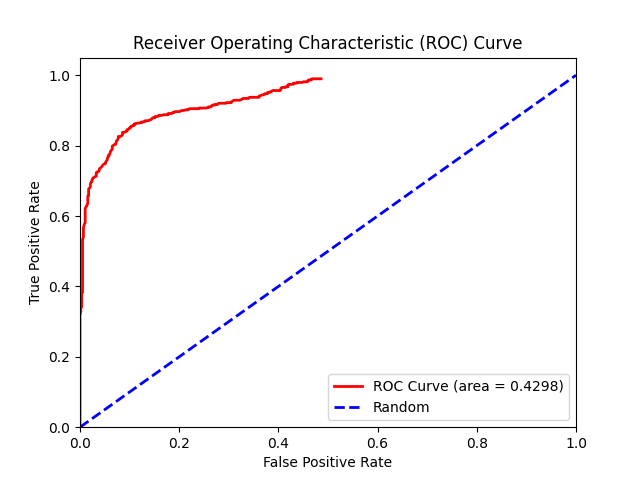 Receiver Operating Characteristic (ROC) Curve
True Positive Rate
1.0
0.8
0.6
0.4
0.2
0.0
ROC Curve (area = 0.4298)
Random
0.0 0.2 0.4 0.6 0.8 1.0
False Positive Rate